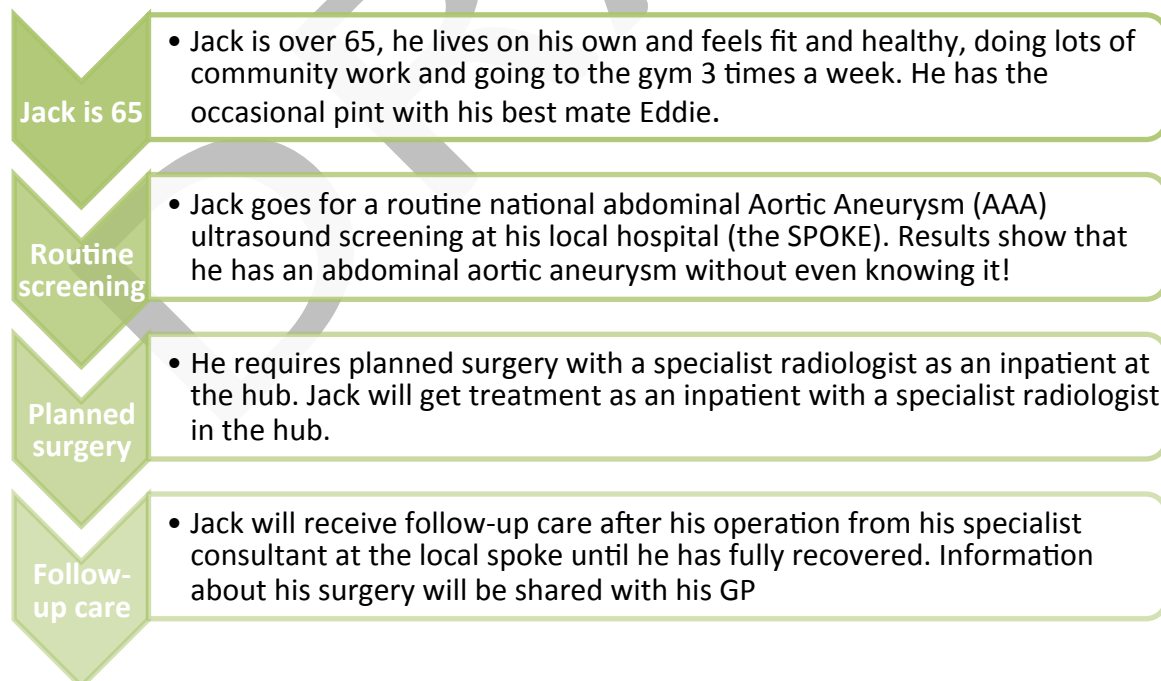 Jack is 65
• Jack is over 65, he lives on his own and feels fit and healthy, doing lots of
community work and going to the gym 3 times a week. He has the
occasional pint with his best mate Eddie.
Routine
screening
• Jack goes for a routine national abdominal Aortic Aneurysm (AAA)
ultrasound screening at his local hospital (the SPOKE). Results show that
he has an abdominal aortic aneurysm without even knowing it!
Planned
surgery
• He requires planned surgery with a specialist radiologist as an inpatient at
the hub. Jack will get treatment as an inpatient with a specialist radiologist
in the hub.
Follow-
up care
• Jack will receive follow-up care after his operation from his specialist
consultant at the local spoke until he has fully recovered. Information
about his surgery will be shared with his GP